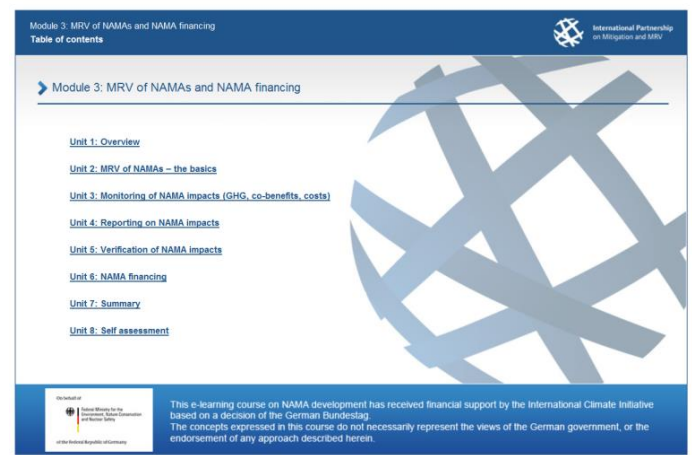 Module 3: MRV of NAMAs and NAMA financing
Table of contents
International Partnership
on Mitigation and MRV
Module 3: MRV of NAMAs and NAMA financing
Unit 1: Overview
Unit 2: MRV of NAMAs – the basics
Unit 3: Monitoring of NAMA impacts (GHG, co-benefits, costs)
Unit 4: Reporting on NAMA impacts
Unit 5: Verification of NAMA impacts
Unit 6: NAMA financing
Unit 7: Summary
Unit 8: Self assessment
On behalf of
Federal Ministry for the
Environment, Nature Conservation
and Nuclear Safety
of the Federal Republic of Germany
This e-learning course on NAMA development has received financial support by the International Climate Initiative
based on a decision of the German Bundestag.
The concepts expressed in this course do not necessarily represent the views of the German government, or the
endorsement of any approach described herein.